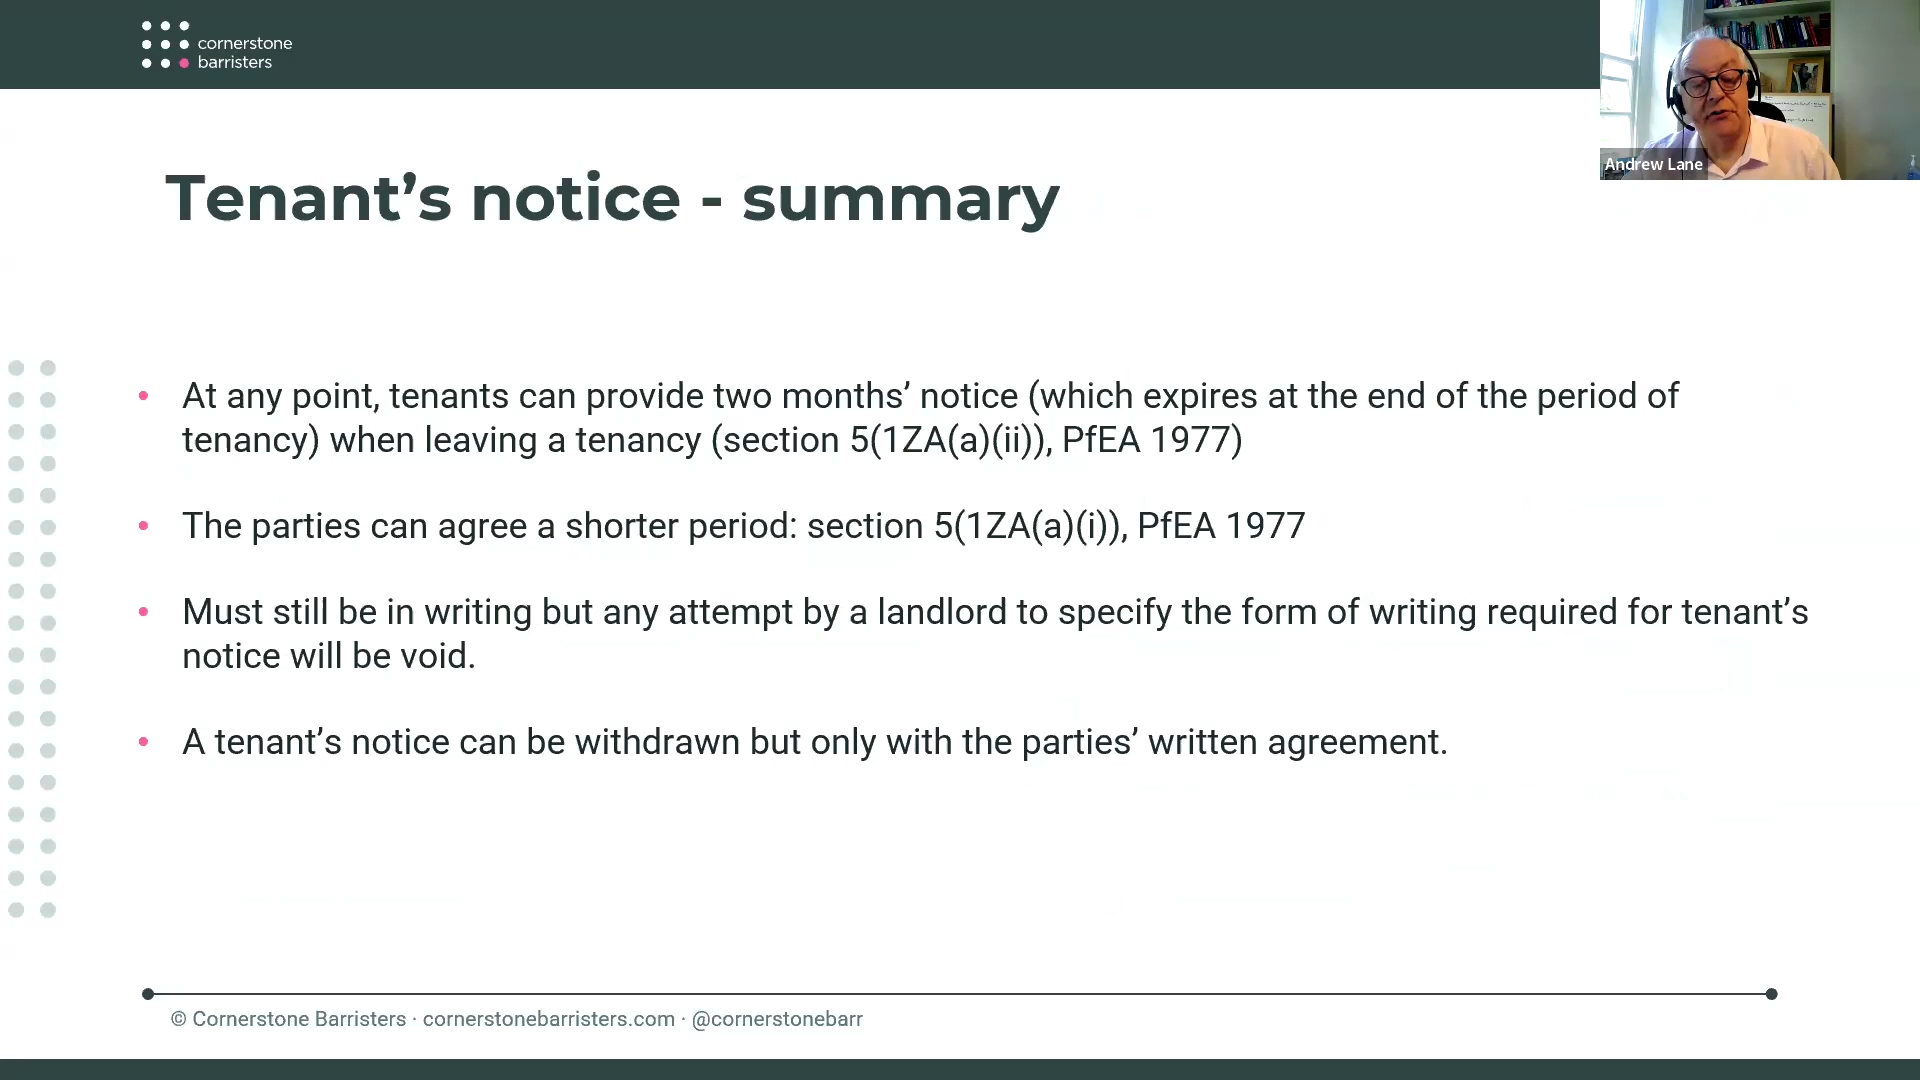 cornerstone
barristers
Andrew Lane
Tenant’s notice - summary
• At any point, tenants can provide two months’ notice (which expires at the end of the period of
tenancy) when leaving a tenancy (section 5(1ZA(a)(ii)), PfEA 1977)
• The parties can agree a shorter period: section 5(1ZA(a)(i)), PfEA 1977
• Must still be in writing but any attempt by a landlord to specify the form of writing required for tenant’s
notice will be void.
• A tenant’s notice can be withdrawn but only with the parties’ written agreement.
© Cornerstone Barristers · cornerstonebarristers.com · @cornerstonebarr